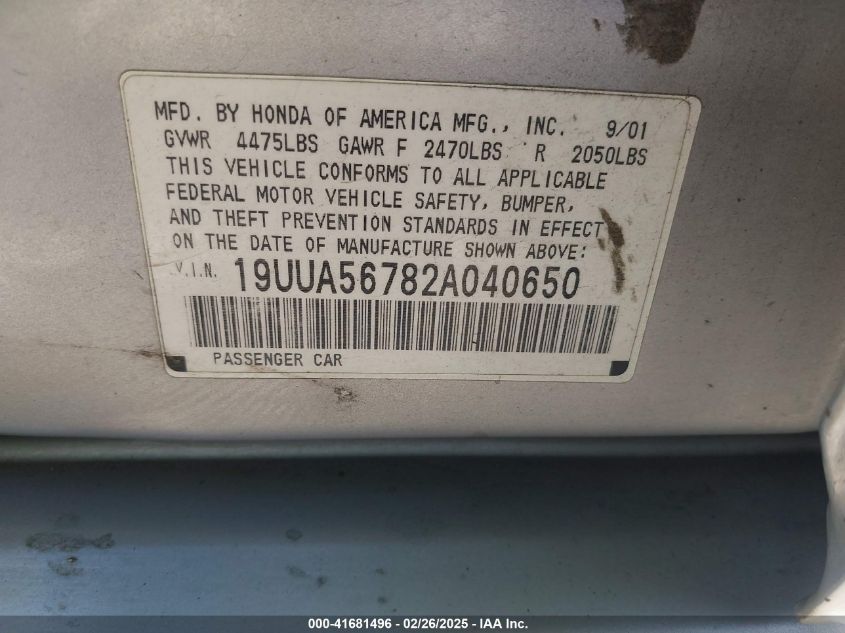 MFD. BY HONDA OF AMERICA MFG., INC. 9/01
GVWR 4475LBS GAWR F 2470LBS R 2050LBS
THIS VEHICLE CONFORMS TO ALL APPLICABLE
FEDERAL MOTOR VEHICLE SAFETY, BUMPER,
AND THEFT PREVENTION STANDARDS IN EFFECT
ON THE DATE OF MANUFACTURE SHOWN ABOVE:
V.I.N. 19UUA56782A040650
PASSENGER CAR
000-41681496 - 02/26/2025 - IAA Inc.